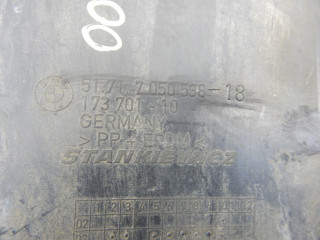 00
51.71-7 050 598-18
173 701-10
GERMANY
>PP+EPDM<
STANKIEWICZ